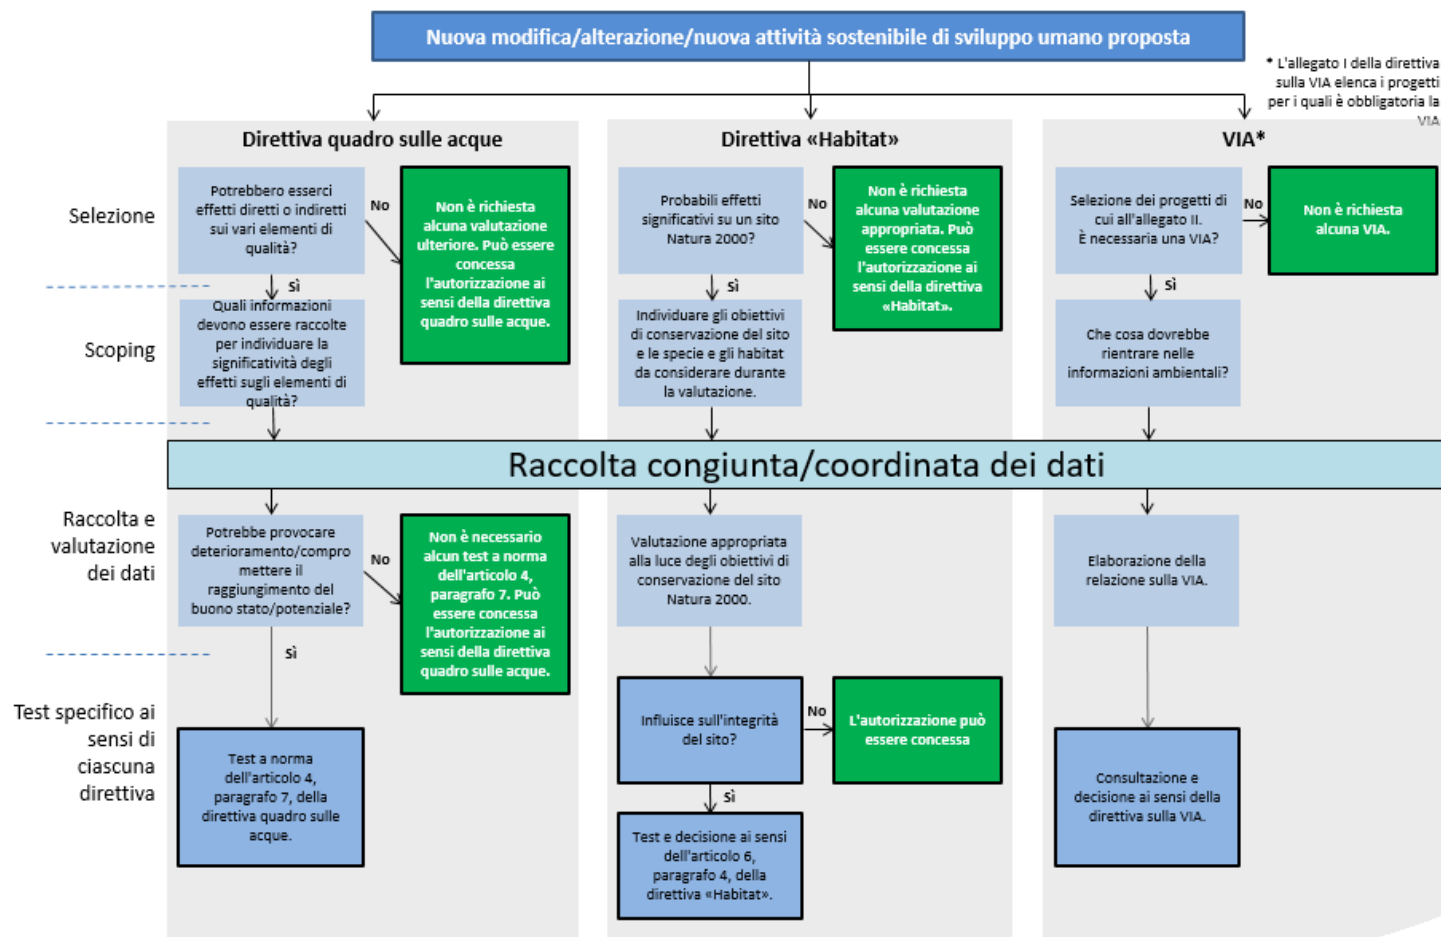 Nuova modifica/alterazione/nuova attività sostenibile di sviluppo umano proposta
* L'allegato I della direttiva
sulla VIA elenca i progetti
per i quali è obbligatoria la
VIA
Direttiva quadro sulle acque
Direttiva «Habitat»
VIA*
Selezione
Potrebbero esserci
effetti diretti o indiretti
sui vari elementi di
qualità?
No
Non è richiesta
alcuna valutazione
ulteriore. Può essere
concessa
l'autorizzazione ai
sensi della direttiva
quadro sulle acque.
Probabili effetti
significativi su un sito
Natura 2000?
No
Non è richiesta
alcuna valutazione
appropriata. Può
essere concessa
l'autorizzazione ai
sensi della direttiva
«Habitat».
Selezione dei progetti di
cui all'allegato II.
È necessaria una VIA?
No
Non è richiesta
alcuna VIA.
Sì
Sì
Sì
Scoping
Quali informazioni
devono essere raccolte
per individuare la
significatività degli
effetti sugli elementi di
qualità?
Individuare gli obiettivi
di conservazione del sito
e le specie e gli habitat
da considerare durante
la valutazione.
Che cosa dovrebbe
rientrare nelle
informazioni ambientali?
Raccolta congiunta/coordinata dei dati
Raccolta e
valutazione
dei dati
Potrebbe provocare
deterioramento/compro
mettere il
raggiungimento del
buono stato/potenziale?
No
Non è necessario
alcun test a norma
dell'articolo 4,
paragrafo 7. Può
essere concessa
l'autorizzazione ai
sensi della direttiva
quadro sulle acque.
Valutazione appropriata
alla luce degli obiettivi di
conservazione del sito
Natura 2000.
Elaborazione della
relazione sulla VIA.
Sì
Test specifico ai
sensi di
ciascuna
direttiva
Test a norma
dell'articolo 4,
paragrafo 7, della
direttiva quadro sulle
acque.
Influisce sull'integrità
del sito?
No
L'autorizzazione può
essere concessa
Sì
Test e decisione ai sensi
dell'articolo 6,
paragrafo 4, della
direttiva «Habitat».
Consultazione e
decisione ai sensi della
direttiva sulla VIA.